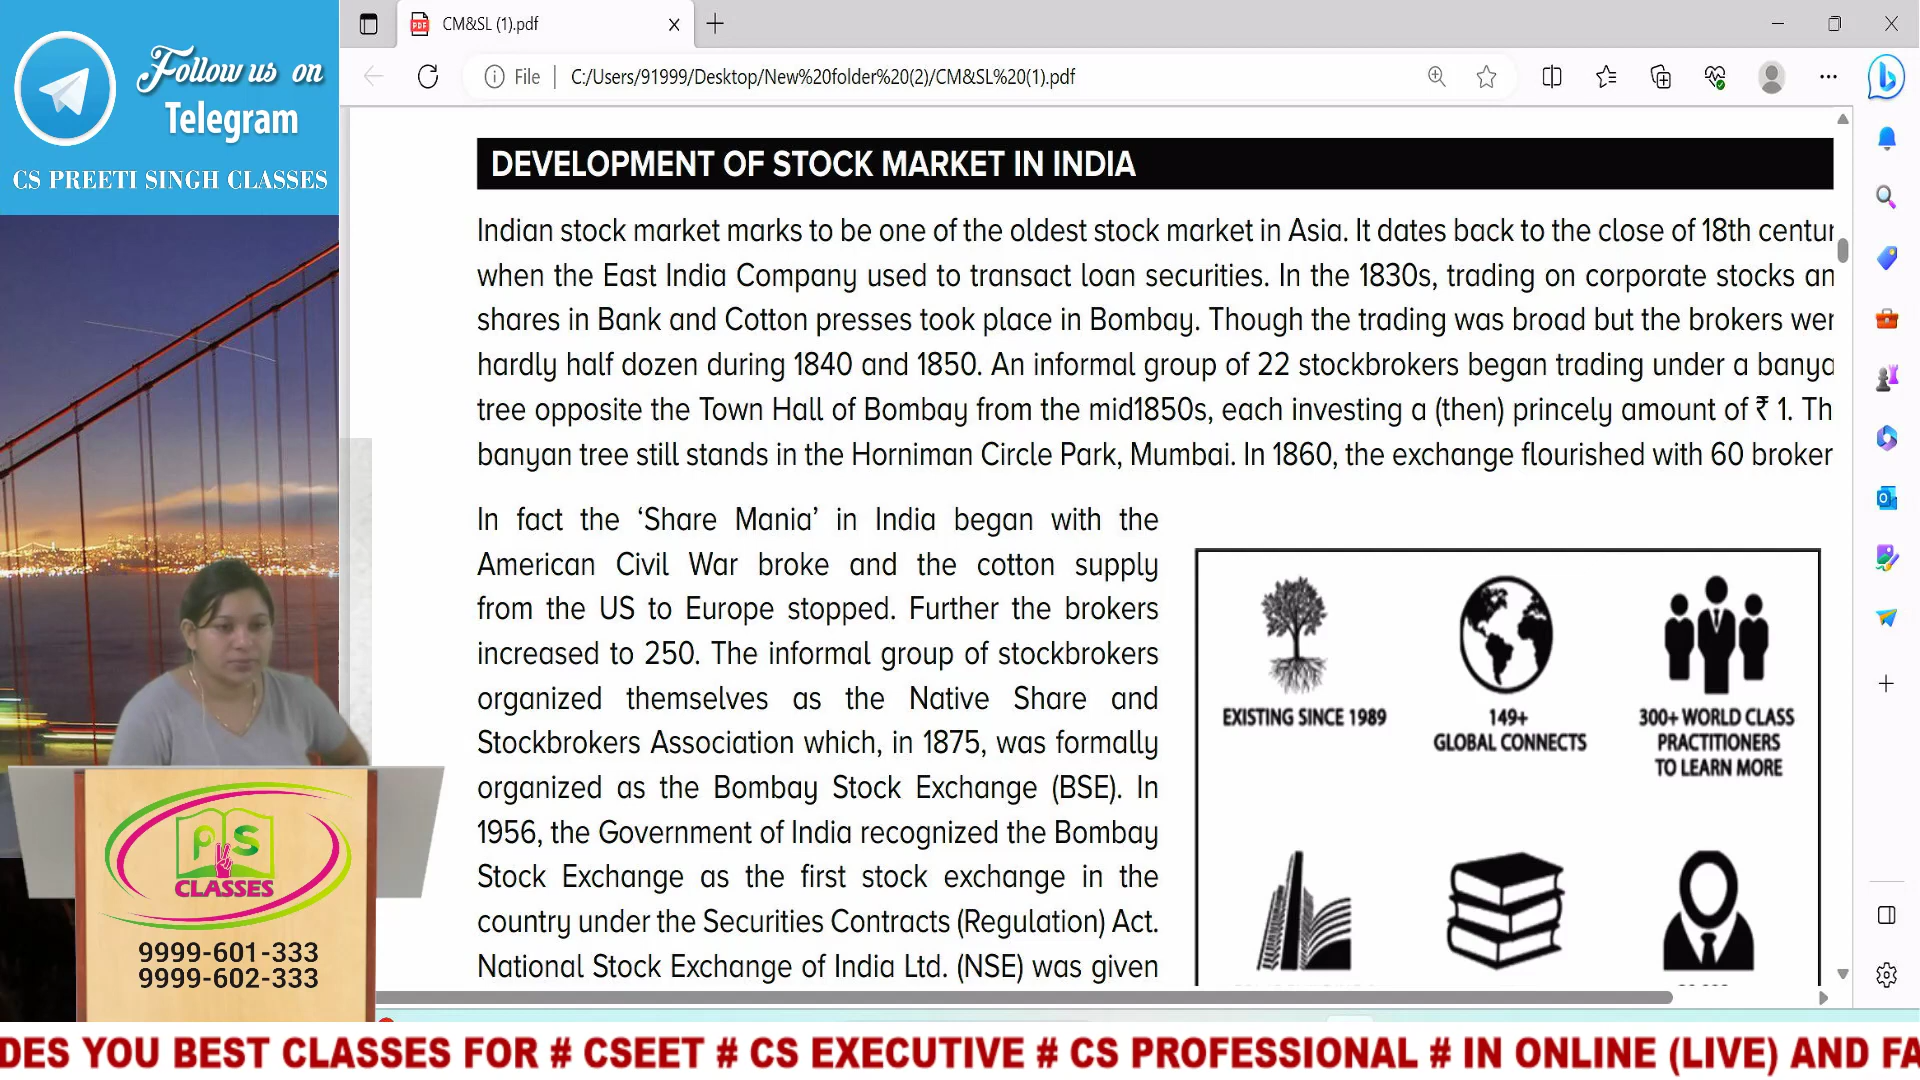 Follow us on
Telegram
CS PREETI SINGH CLASSES
CM&SL (1).pdf
File
C:/Users/91999/Desktop/New%20folder%20(2)/CM&SL%20(1).pdf
DEVELOPMENT OF STOCK MARKET IN INDIA
Indian stock market marks to be one of the oldest stock market in Asia. It dates back to the close of 18th centur
when the East India Company used to transact loan securities. In the 1830s, trading on corporate stocks an
shares in Bank and Cotton presses took place in Bombay. Though the trading was broad but the brokers wer
hardly half dozen during 1840 and 1850. An informal group of 22 stockbrokers began trading under a banya
tree opposite the Town Hall of Bombay from the mid1850s, each investing a (then) princely amount of ₹ 1. Th
banyan tree still stands in the Horniman Circle Park, Mumbai. In 1860, the exchange flourished with 60 broker
In fact the ‘Share Mania’ in India began with the
American Civil War broke and the cotton supply
from the US to Europe stopped. Further the brokers
increased to 250. The informal group of stockbrokers
organized themselves as the Native Share and
Stockbrokers Association which, in 1875, was formally
organized as the Bombay Stock Exchange (BSE). In
1956, the Government of India recognized the Bombay
Stock Exchange as the first stock exchange in the
country under the Securities Contracts (Regulation) Act.
National Stock Exchange of India Ltd. (NSE) was given
EXISTING SINCE 1989
149+
GLOBAL CONNECTS
300+ WORLD CLASS
PRACTITIONERS
TO LEARN MORE
PS
CLASSES
9999-601-333
9999-602-333
DES YOU BEST CLASSES FOR # CSEET # CS EXECUTIVE # CS PROFESSIONAL # IN ONLINE (LIVE) AND FA